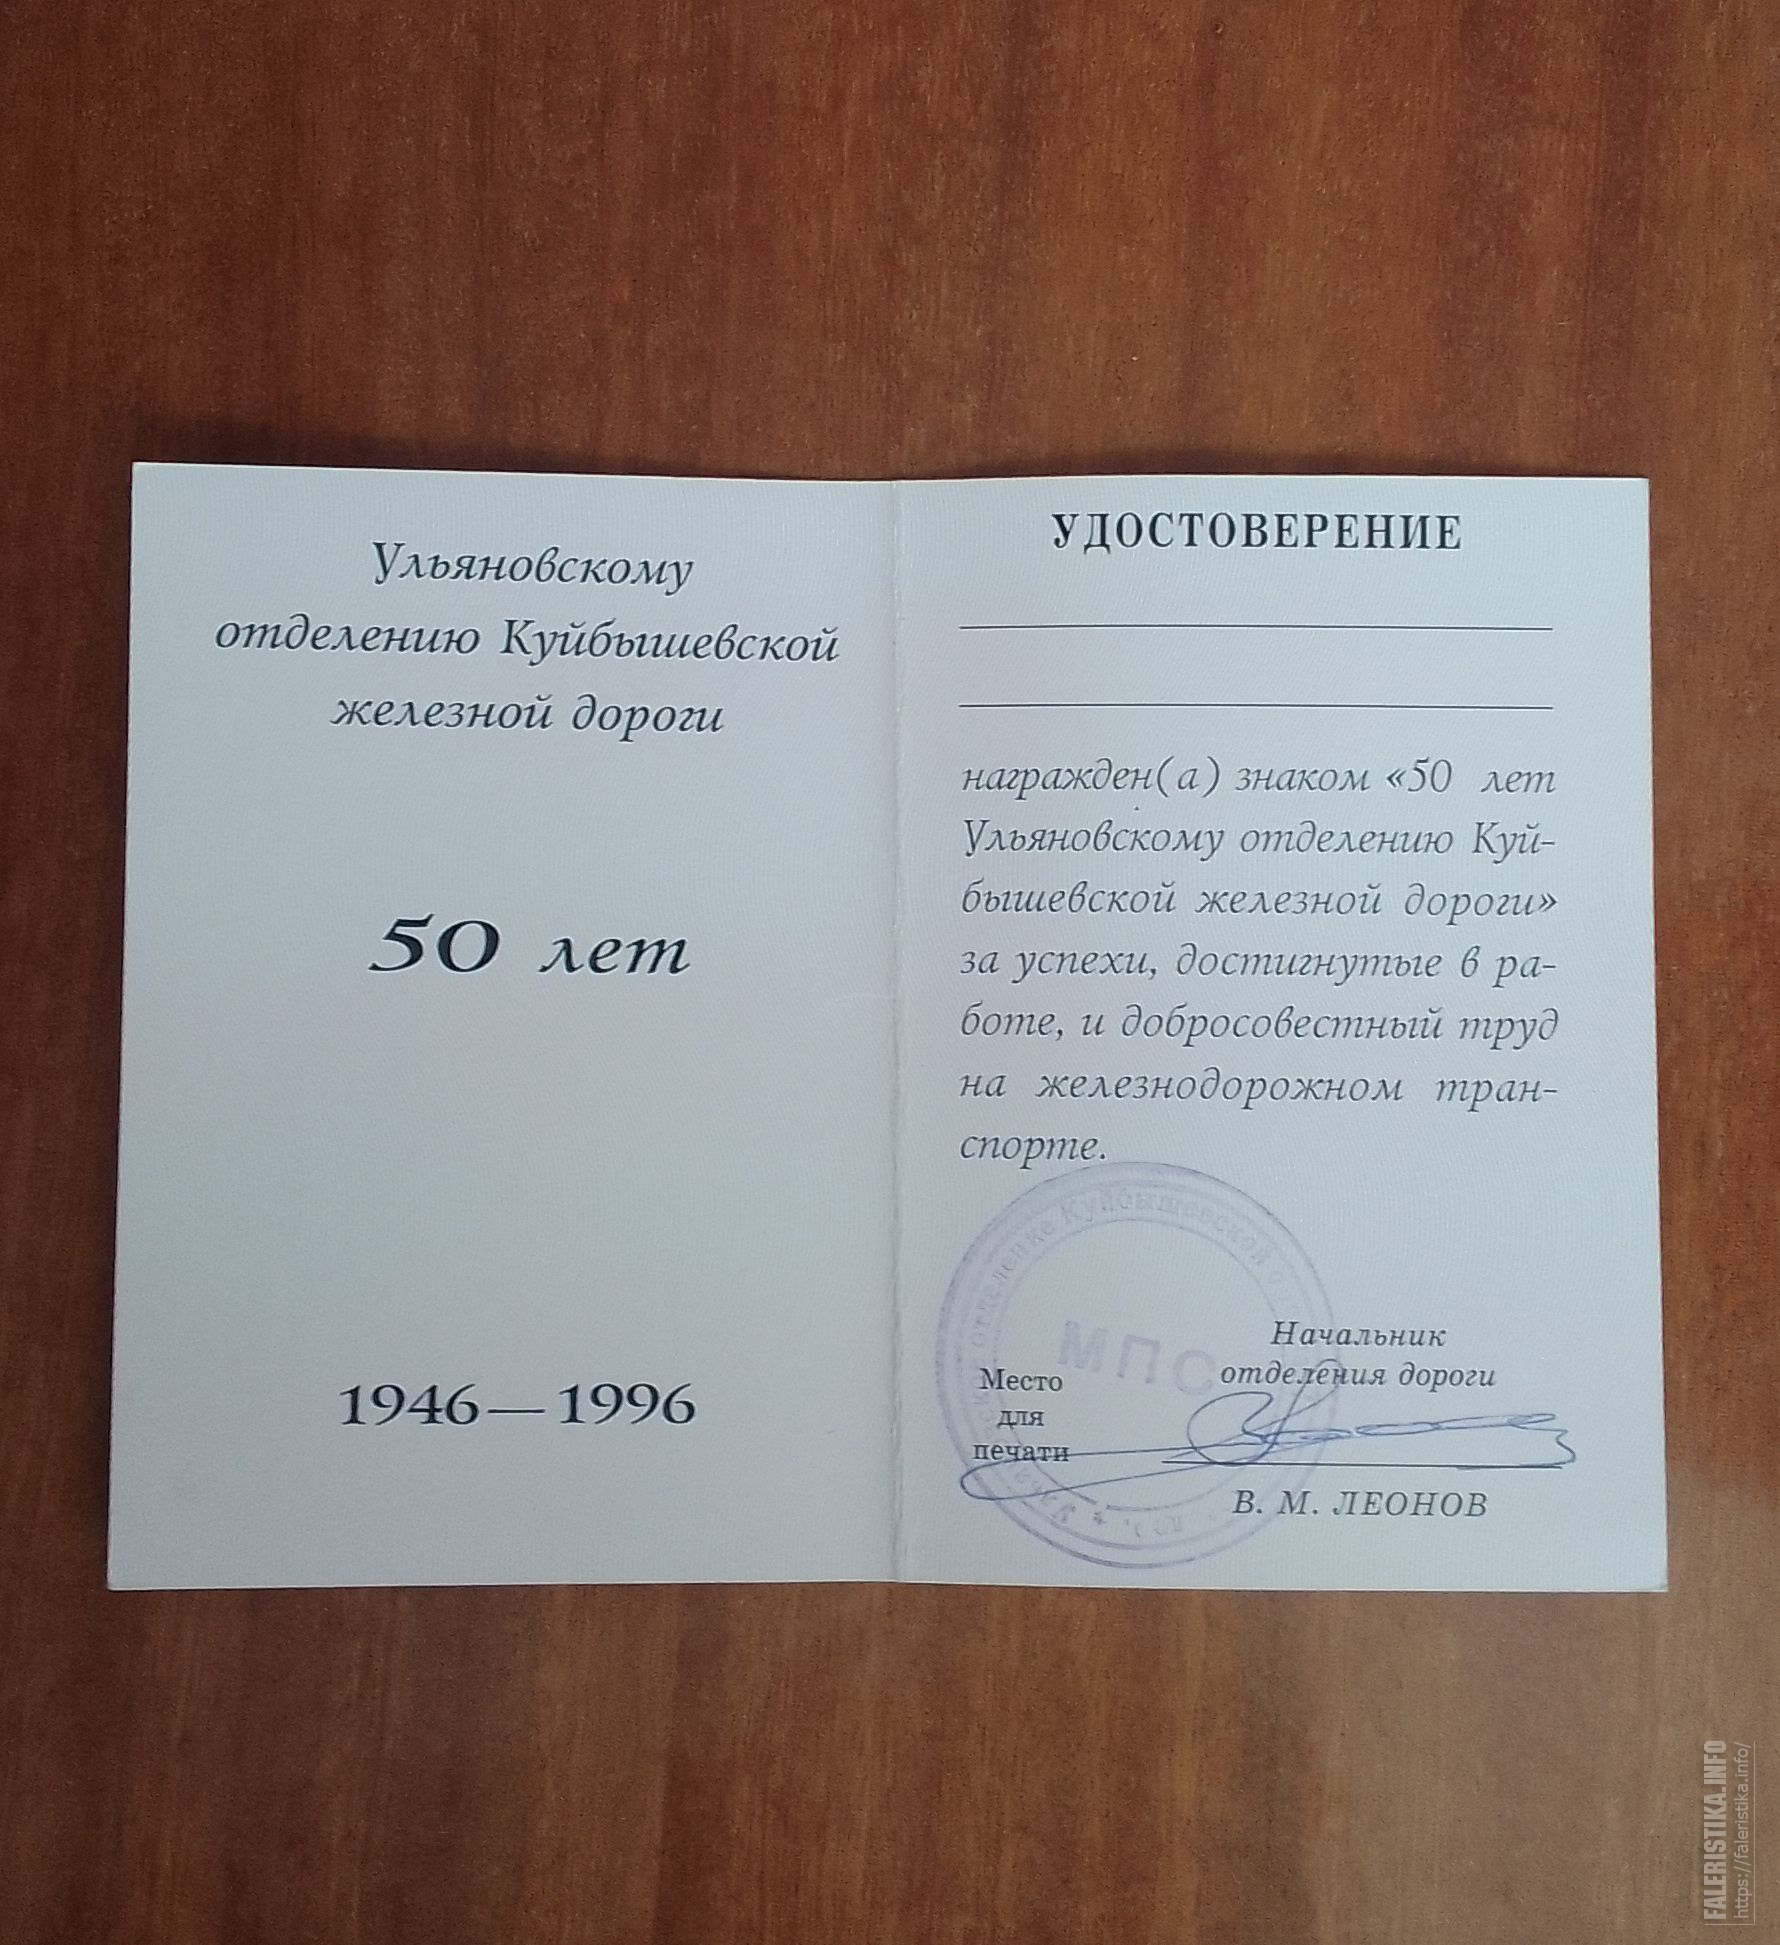 Ульяновскому
отделению Куйбышевской
железной дороги
50 лет
1946—1996
УДОСТОВЕРЕНИЕ
награжден(а) знаком «50 лет
Ульяновскому отделению Куй-
бышевской железной дороги»
за успехи, достигнутые в ра-
боте, и добросовестный труд
на железнодорожном тран-
спорте.
Куйбышевской
МПС
Начальник
отделения дороги
Место
для
печати
В. М. ЛЕОНОВ
FALERISTIKA.INFO
https://faleristika.info/